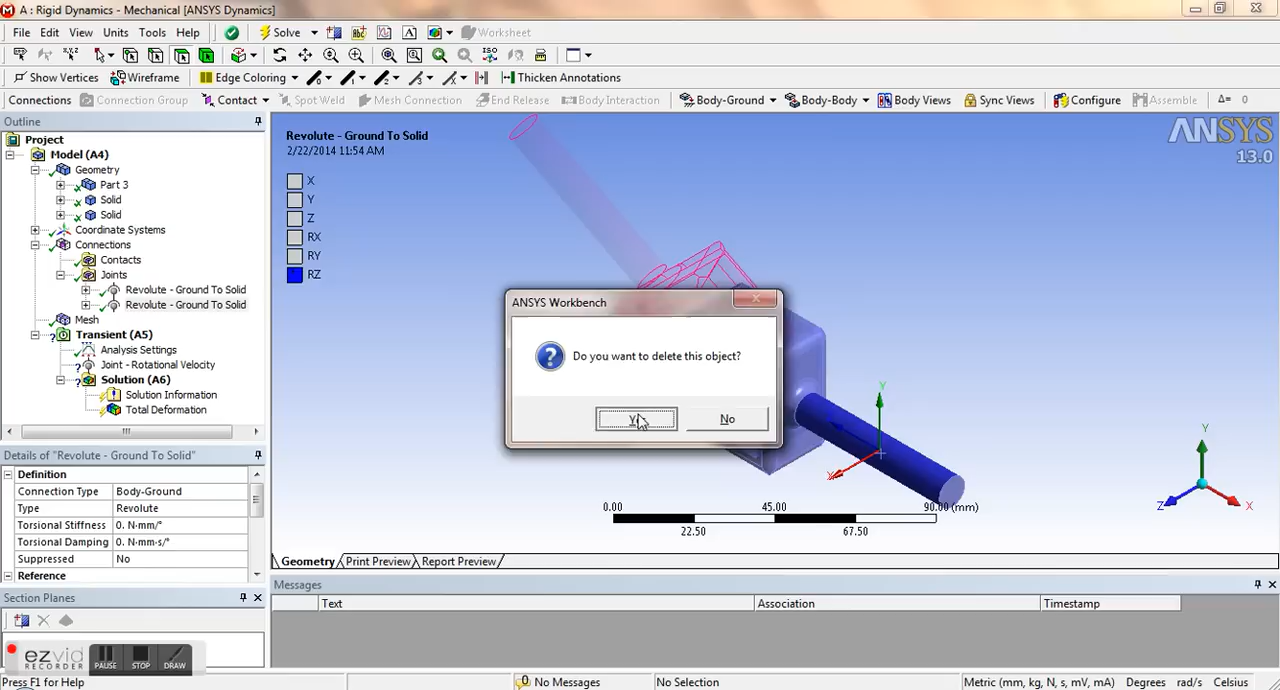 A : Rigid Dynamics - Mechanical [ANSYS Dynamics]
File Edit View Units Tools Help Solve Worksheet
Show Vertices Wireframe Edge Coloring Thicken Annotations
Connections Connection Group Contact Spot Weld Mesh Connection End Release Body Interaction Body-Ground Body-Body Body Views Sync Views Configure Assemble Δ= 0
Outline
Project
Model (A4)
Geometry
Part 3
Solid
Solid
Coordinate Systems
Connections
Contacts
Joints
Revolute - Ground To Solid
Revolute - Ground To Solid
Mesh
Transient (A5)
Analysis Settings
Joint - Rotational Velocity
Solution (A6)
Solution Information
Total Deformation
Details of "Revolute - Ground To Solid"
Definition
Connection Type Body-Ground
Type Revolute
Torsional Stiffness 0. N·mm/°
Torsional Damping 0. N·mm·s/°
Suppressed No
Reference
Section Planes
ezvid
RECORDER
PAUSE STOP DRAW
Press F1 for Help
Revolute - Ground To Solid
2/22/2014 11:54 AM
X
Y
Z
RX
RY
RZ
ANSYS
13.0
ANSYS Workbench
Do you want to delete this object?
No
Y
X
0.00 45.00 90.00 (mm)
22.50 67.50
Y
Z X
Geometry Print Preview Report Preview
Messages
Text Association Timestamp
No Messages No Selection Metric (mm, kg, N, s, mV, mA) Degrees rad/s Celsius